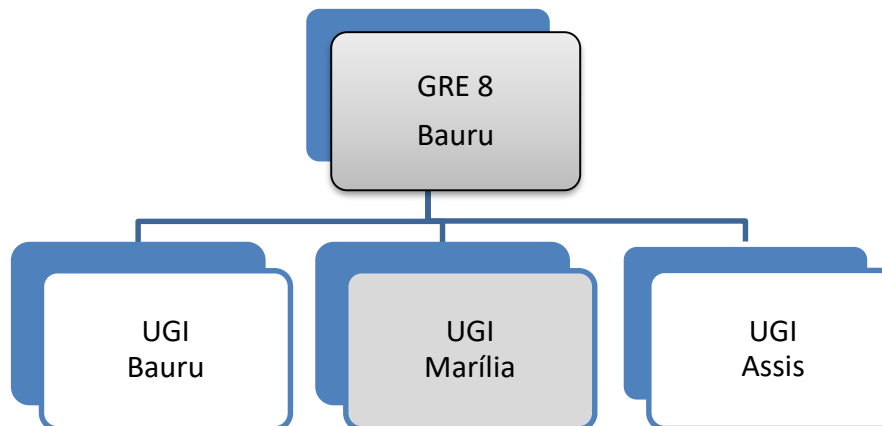 GRE 8
Bauru
UGI
Bauru
UGI
Marília
UGI
Assis